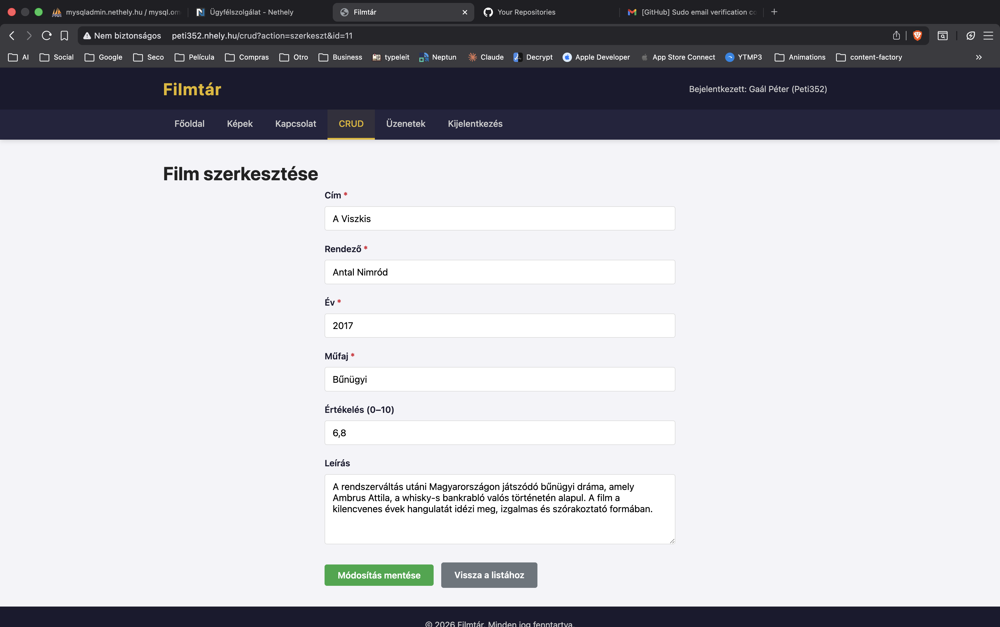 mysqladmin.nethely.hu / mysql.om
Ügyfélszolgálat - Nethely
Filmtár
Your Repositories
[GitHub] Sudo email verification co
Nem biztonságos
peti352.nhely.hu/crud?action=szerkeszt&id=11
AI
Social
Google
Seco
Película
Compras
Otro
Business
typeleit
Neptun
Claude
Decrypt
Apple Developer
App Store Connect
YTMP3
Animations
content-factory
Filmtár
Bejelentkezett: Gaál Péter (Peti352)
Főoldal
Képek
Kapcsolat
CRUD
Üzenetek
Kijelentkezés
Film szerkesztése
Cím *
A Viszkis
Rendező *
Antal Nimród
Év *
2017
Műfaj *
Bűnügyi
Értékelés (0–10)
6,8
Leírás
A rendszerváltás utáni Magyarországon játszódó bűnügyi dráma, amely
Ambrus Attila, a whisky-s bankrabló valós történetén alapul. A film a
kilencvenes évek hangulatát idézi meg, izgalmas és szórakoztató formában.
Módosítás mentése
Vissza a listához
© 2026 Filmtár. Minden jog fenntartva.